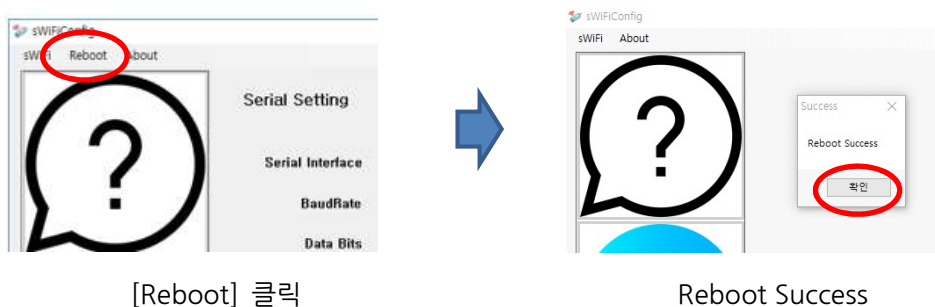 sWiFiConfig
sWiFi Reboot About
Serial Setting
Serial Interface
BaudRate
Data Bits
[Reboot] 클릭
sWiFiConfig
sWiFi About
Success
Reboot Success
확인
Reboot Success